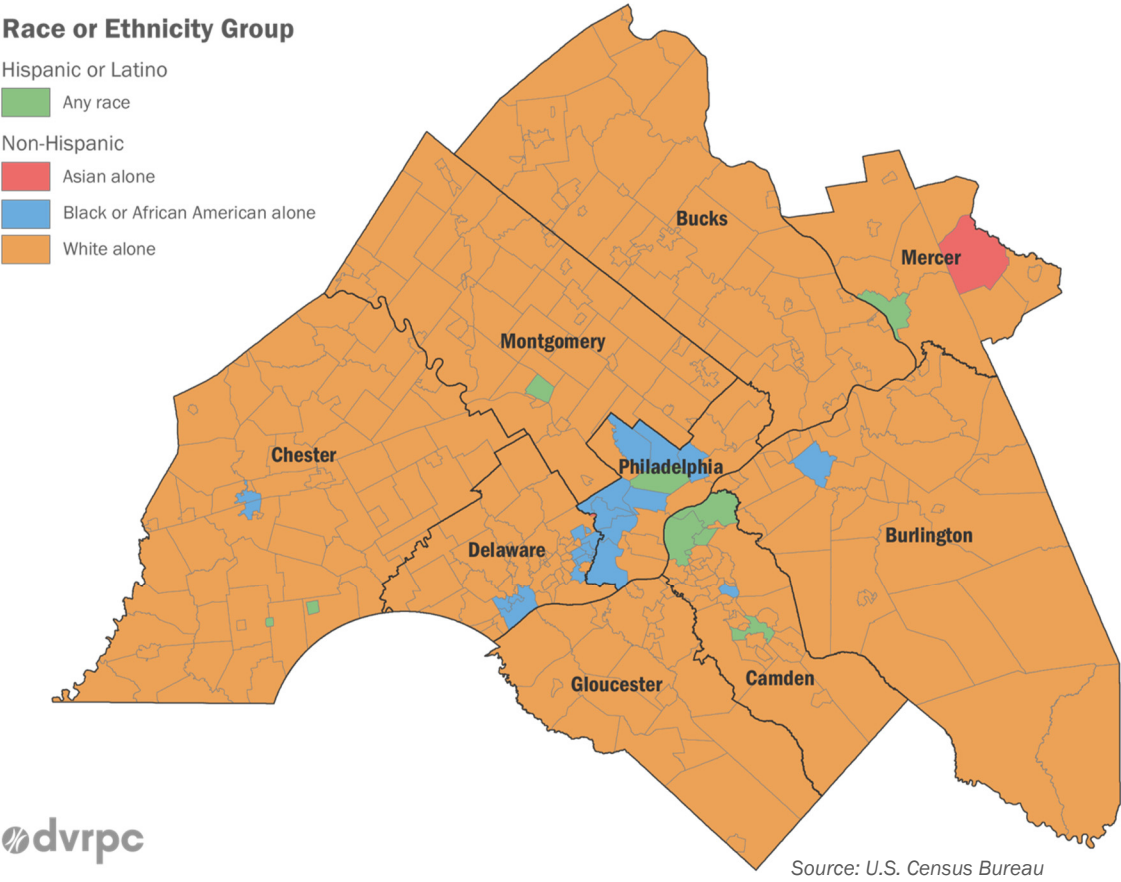 Race or Ethnicity Group
Hispanic or Latino
Any race
Non-Hispanic
Asian alone
Black or African American alone
White alone
Bucks
Mercer
Montgomery
Chester
Philadelphia
Burlington
Delaware
Gloucester
Camden
dvrpc
Source: U.S. Census Bureau